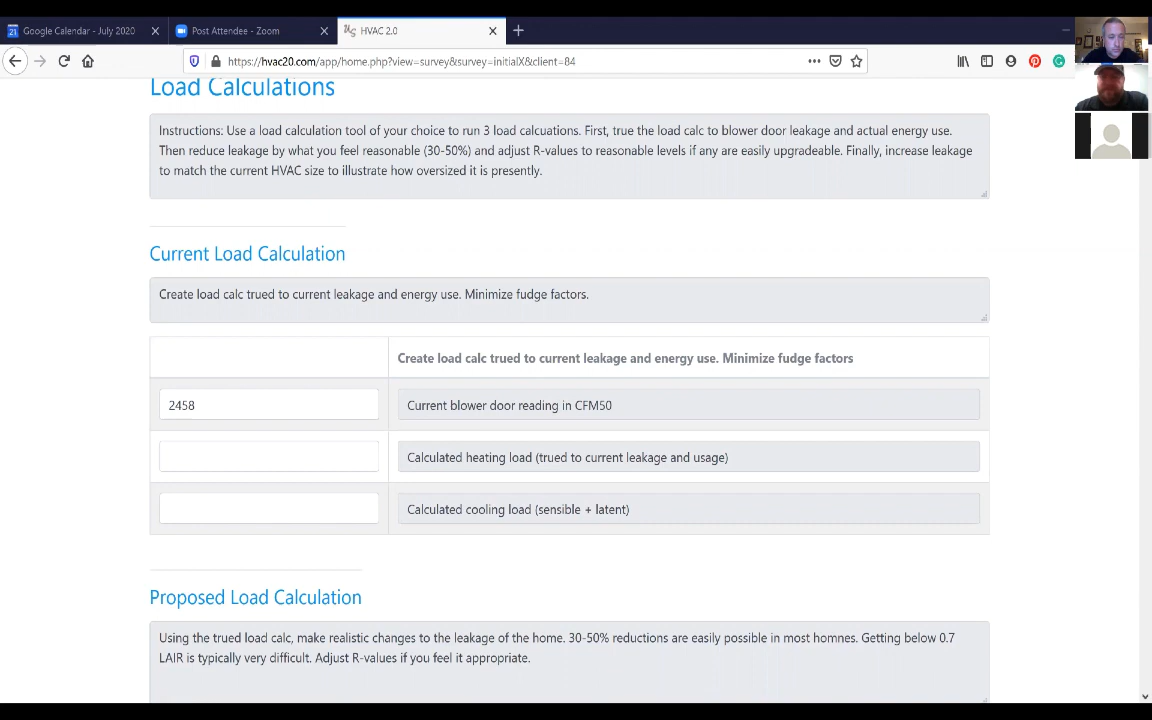 Google Calendar - July 2020
Post Attendee - Zoom
HVAC 2.0
https://hvac20.com/app/home.php?view=survey&survey=initialX&client=84
Load Calculations
Instructions: Use a load calculation tool of your choice to run 3 load calcuations. First, true the load calc to blower door leakage and actual energy use.
Then reduce leakage by what you feel reasonable (30-50%) and adjust R-values to reasonable levels if any are easily upgradeable. Finally, increase leakage
to match the current HVAC size to illustrate how oversized it is presently.
Current Load Calculation
Create load calc trued to current leakage and energy use. Minimize fudge factors.
Create load calc trued to current leakage and energy use. Minimize fudge factors
2458
Current blower door reading in CFM50
Calculated heating load (trued to current leakage and usage)
Calculated cooling load (sensible + latent)
Proposed Load Calculation
Using the trued load calc, make realistic changes to the leakage of the home. 30-50% reductions are easily possible in most homnes. Getting below 0.7
LAIR is typically very difficult. Adjust R-values if you feel it appropriate.